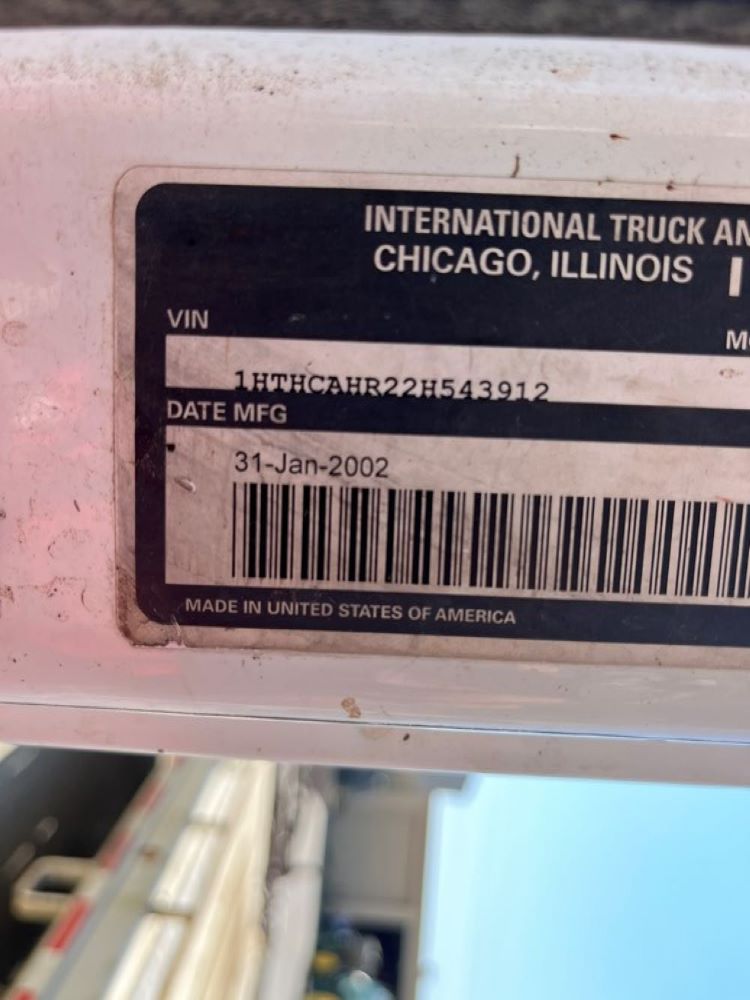 INTERNATIONAL TRUCK AN
CHICAGO, ILLINOIS
VIN
1HTHCAHR22H543912
DATE MFG
31-Jan-2002
MADE IN UNITED STATES OF AMERICA